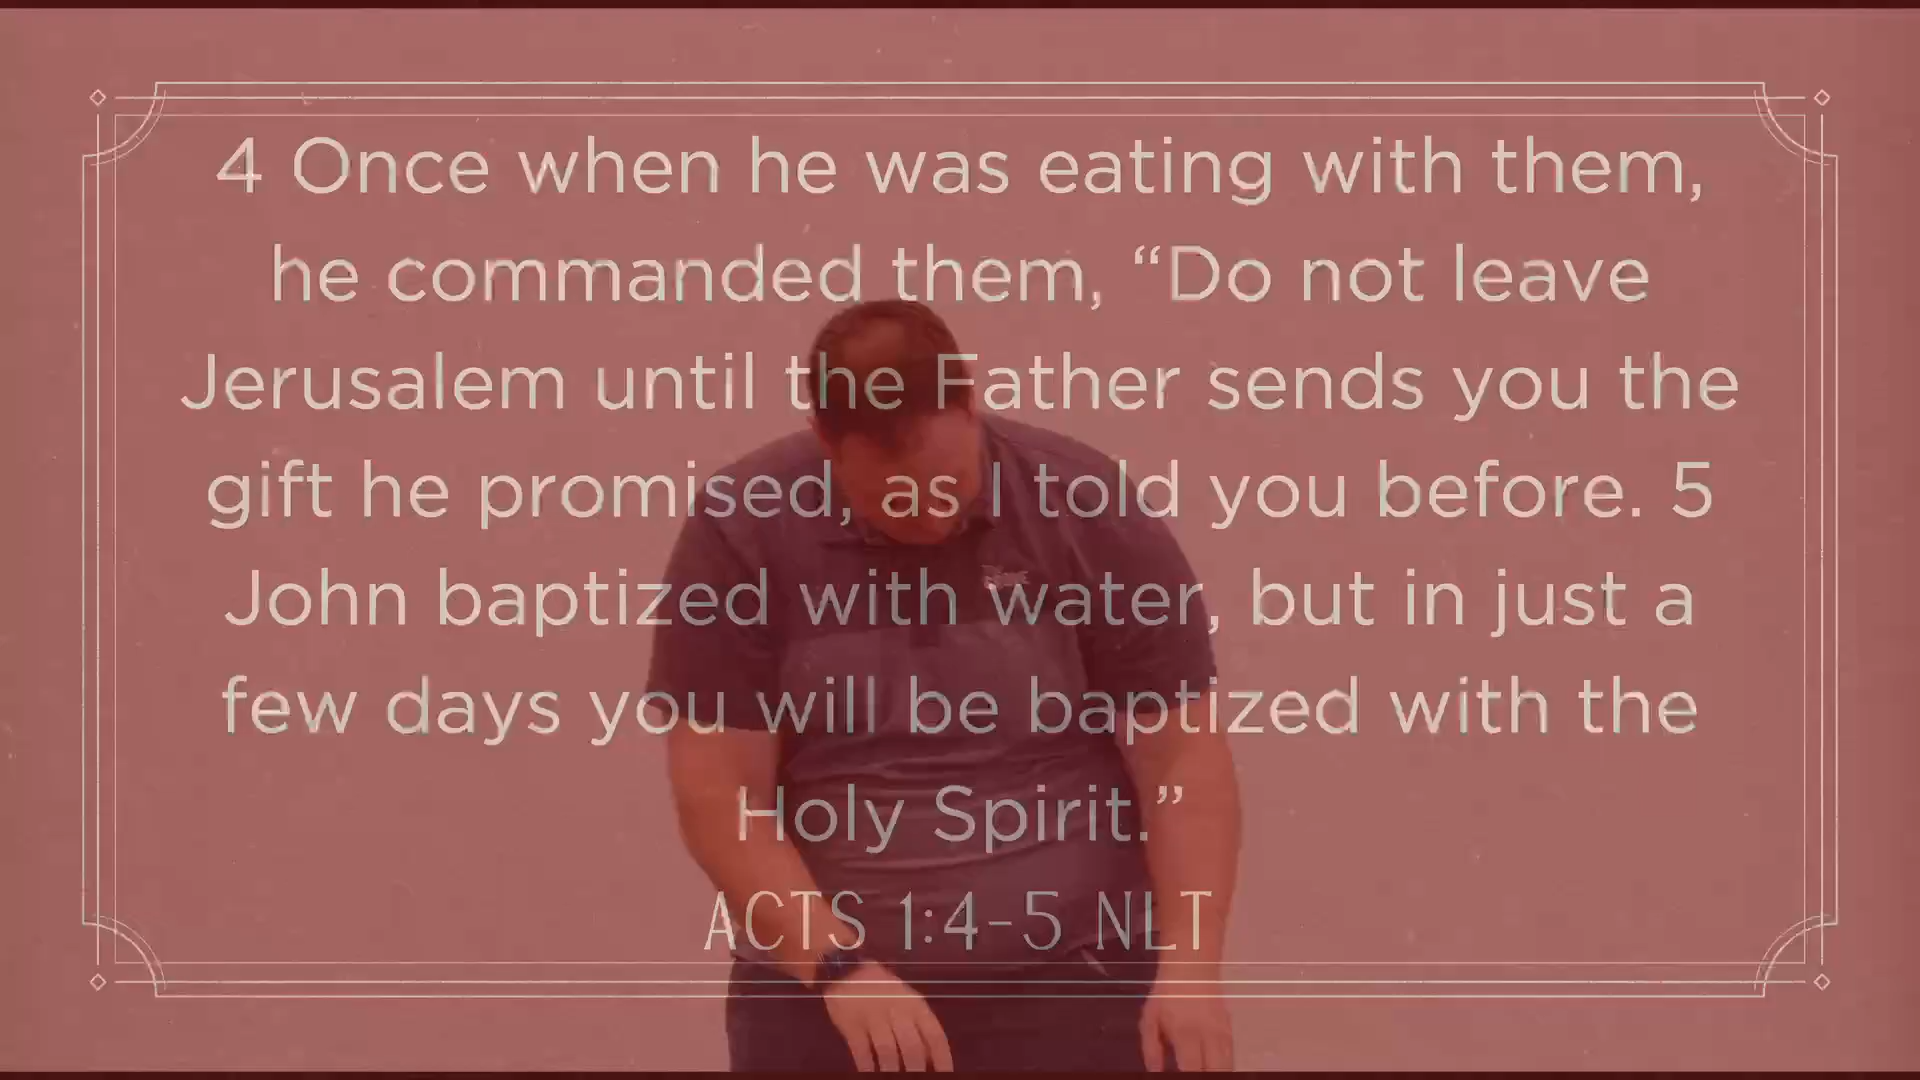 4 Once when he was eating with them,
he commanded them, “Do not leave
Jerusalem until the Father sends you the
gift he promised, as I told you before. 5
John baptized with water, but in just a
few days you will be baptized with the
Holy Spirit.”
ACTS 1:4-5 NLT